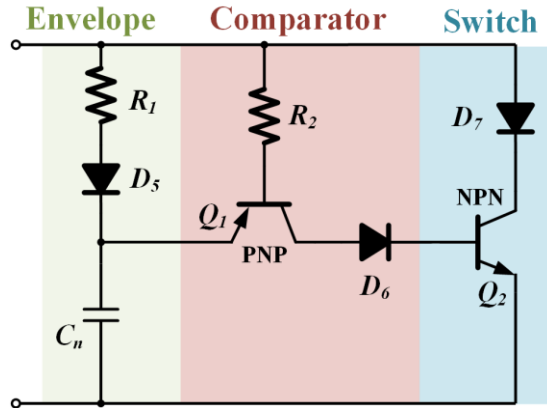 Envelope Comparator Switch
R1
R2
D7
D5
Q1
PNP
D6
NPN
Q2
Cn